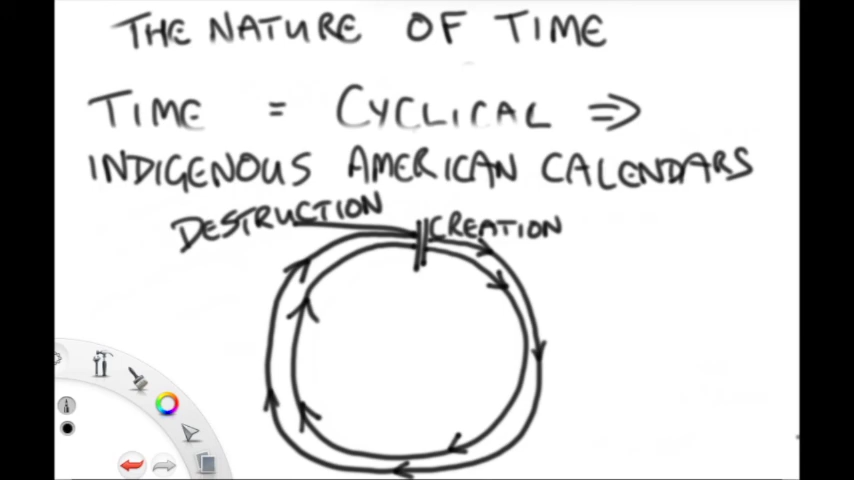 THE NATURE OF TIME
TIME = CYCLICAL ⇒
INDIGENOUS AMERICAN CALENDARS
DESTRUCTION CREATION